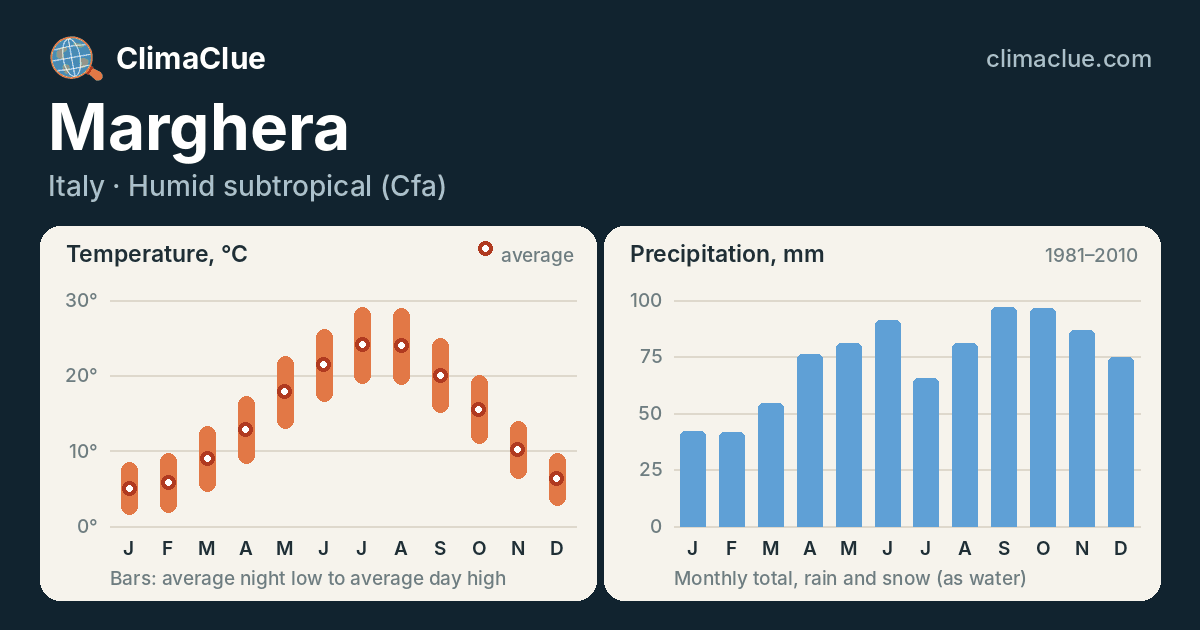 ClimaClue
climaclue.com
Marghera
Italy · Humid subtropical (Cfa)
Temperature, °C
average
30°
20°
10°
0°
J F M A M J J A S O N D
Bars: average night low to average day high
Precipitation, mm
1981–2010
100
75
50
25
0
J F M A M J J A S O N D
Monthly total, rain and snow (as water)